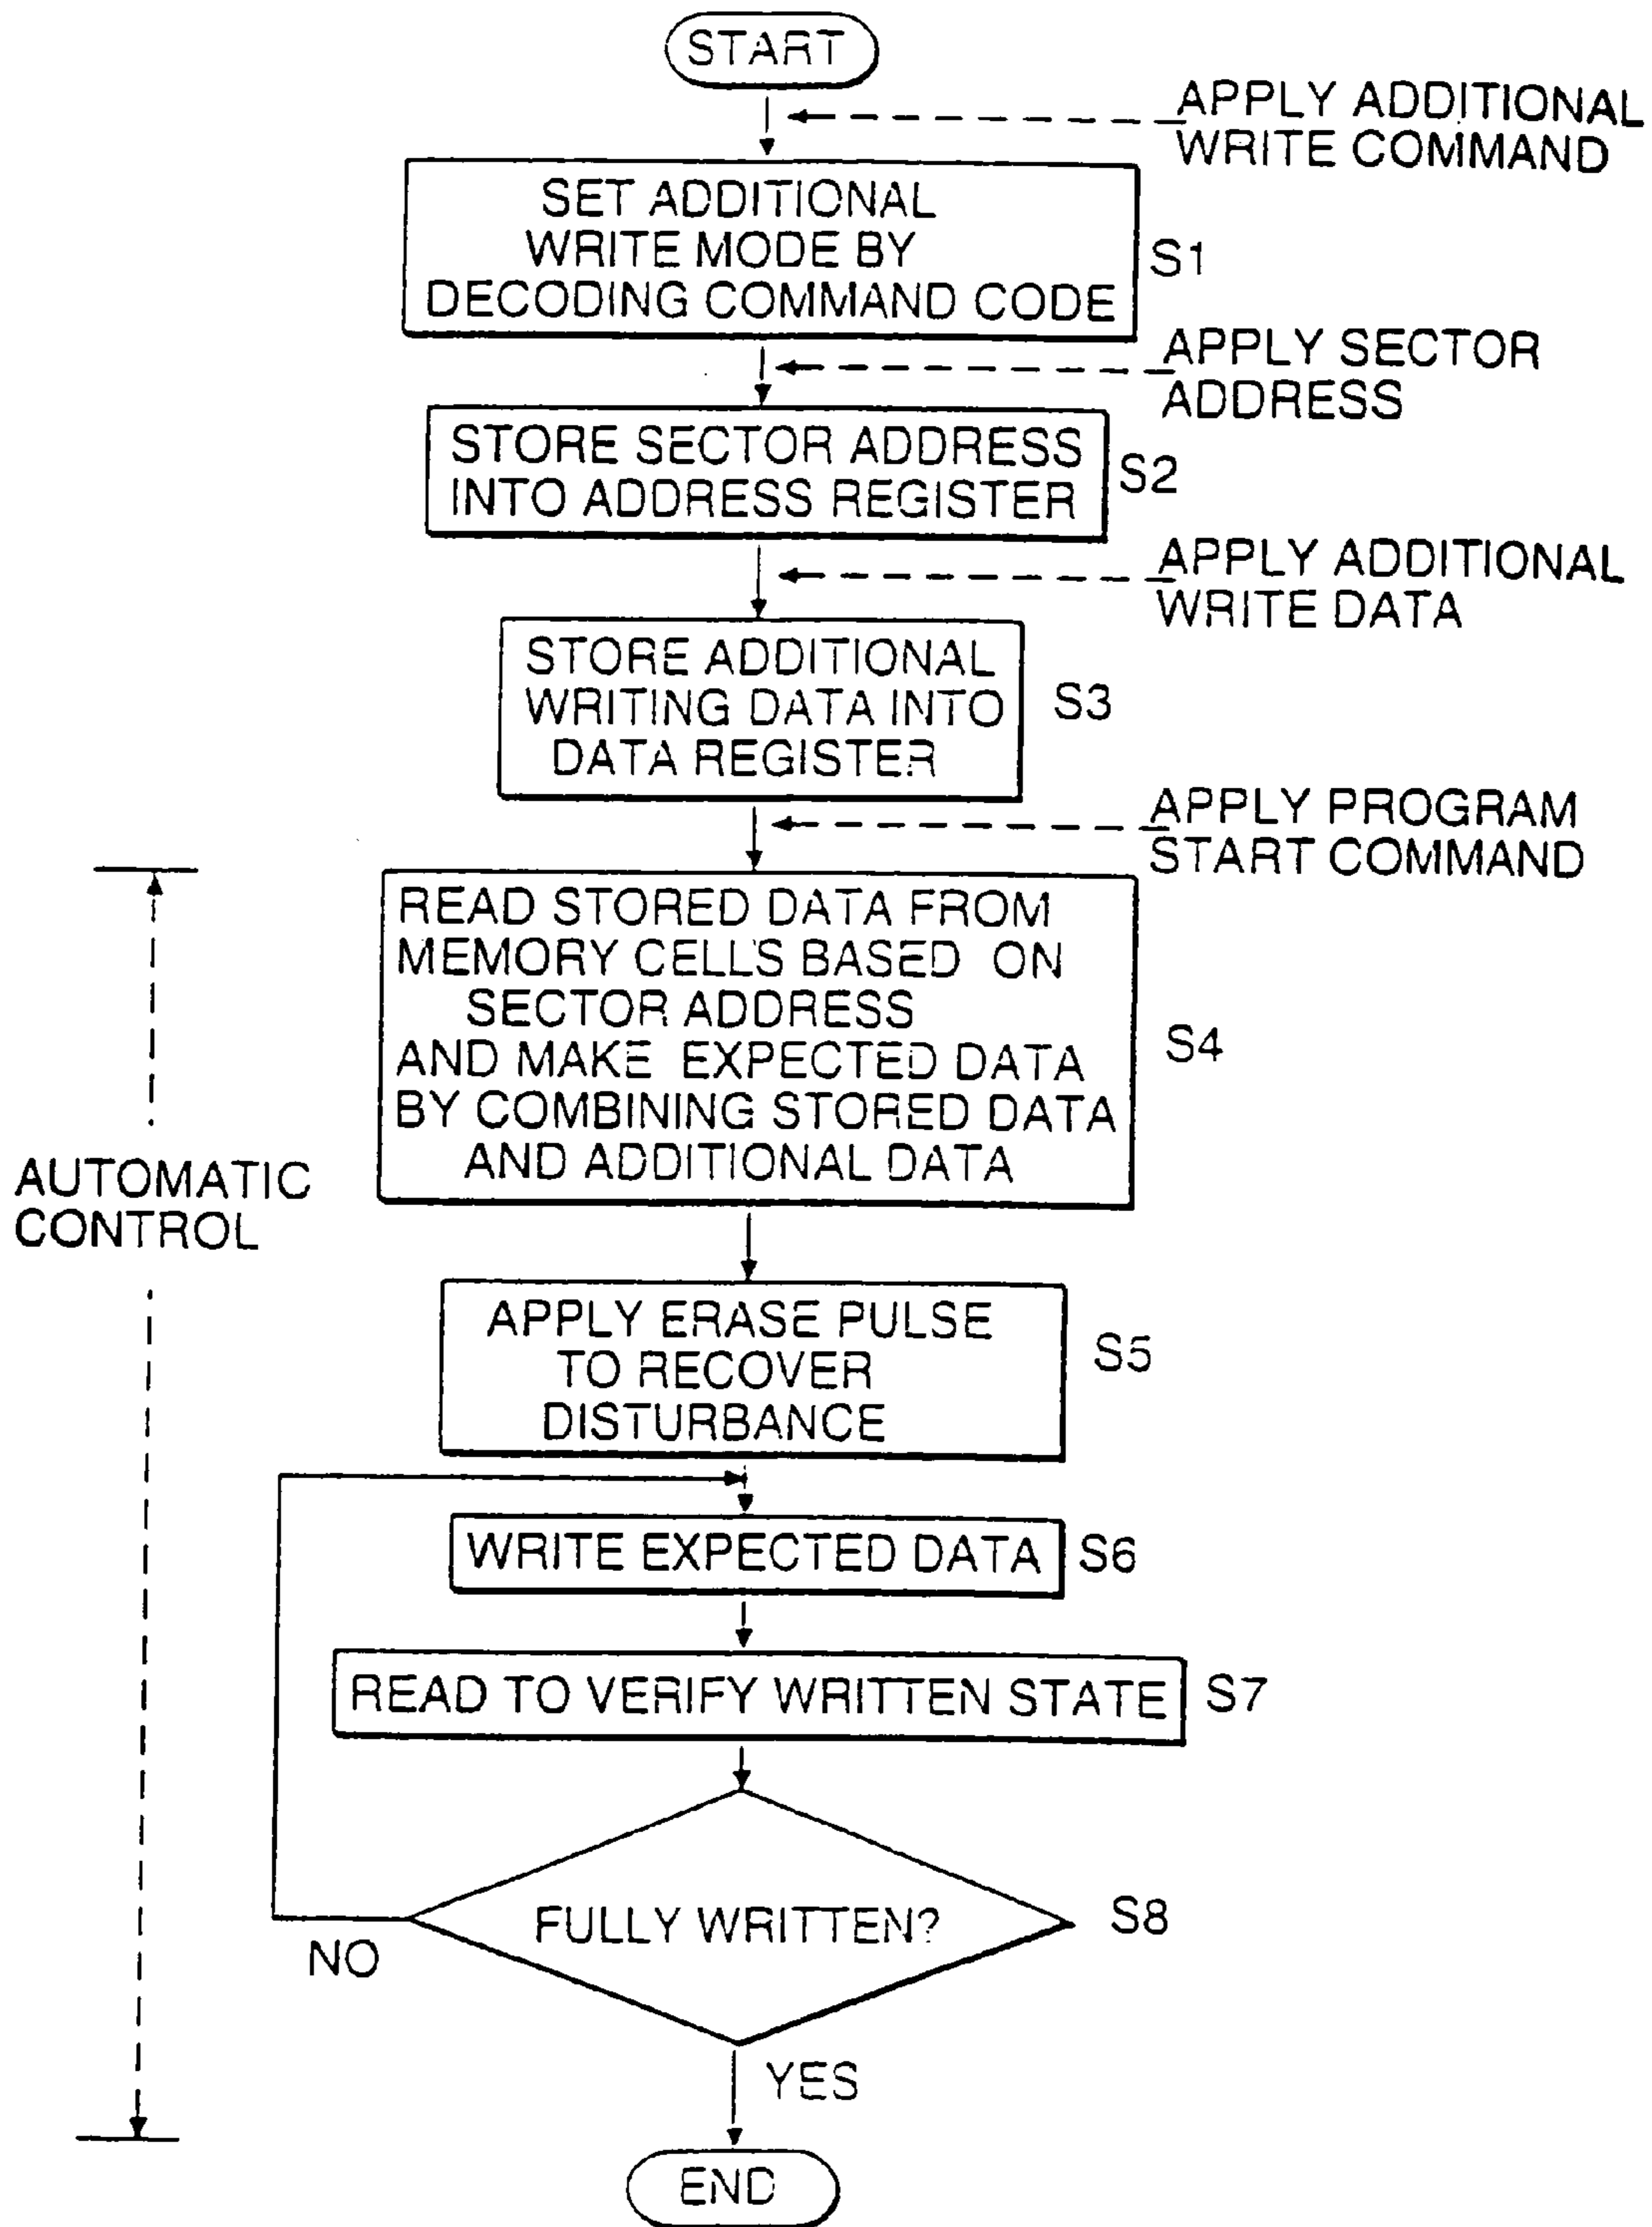 START
APPLY ADDITIONAL
WRITE COMMAND
SET ADDITIONAL
WRITE MODE BY
DECODING COMMAND CODE
S1
APPLY SECTOR
ADDRESS
STORE SECTOR ADDRESS
INTO ADDRESS REGISTER
S2
APPLY ADDITIONAL
WRITE DATA
STORE ADDITIONAL
WRITING DATA INTO
DATA REGISTER
S3
APPLY PROGRAM
START COMMAND
READ STORED DATA FROM
MEMORY CELLS BASED ON
SECTOR ADDRESS
AND MAKE EXPECTED DATA
BY COMBINING STORED DATA
AND ADDITIONAL DATA
S4
AUTOMATIC
CONTROL
APPLY ERASE PULSE
TO RECOVER
DISTURBANCE
S5
WRITE EXPECTED DATA
S6
READ TO VERIFY WRITTEN STATE
S7
FULLY WRITTEN?
S8
NO
YES
END